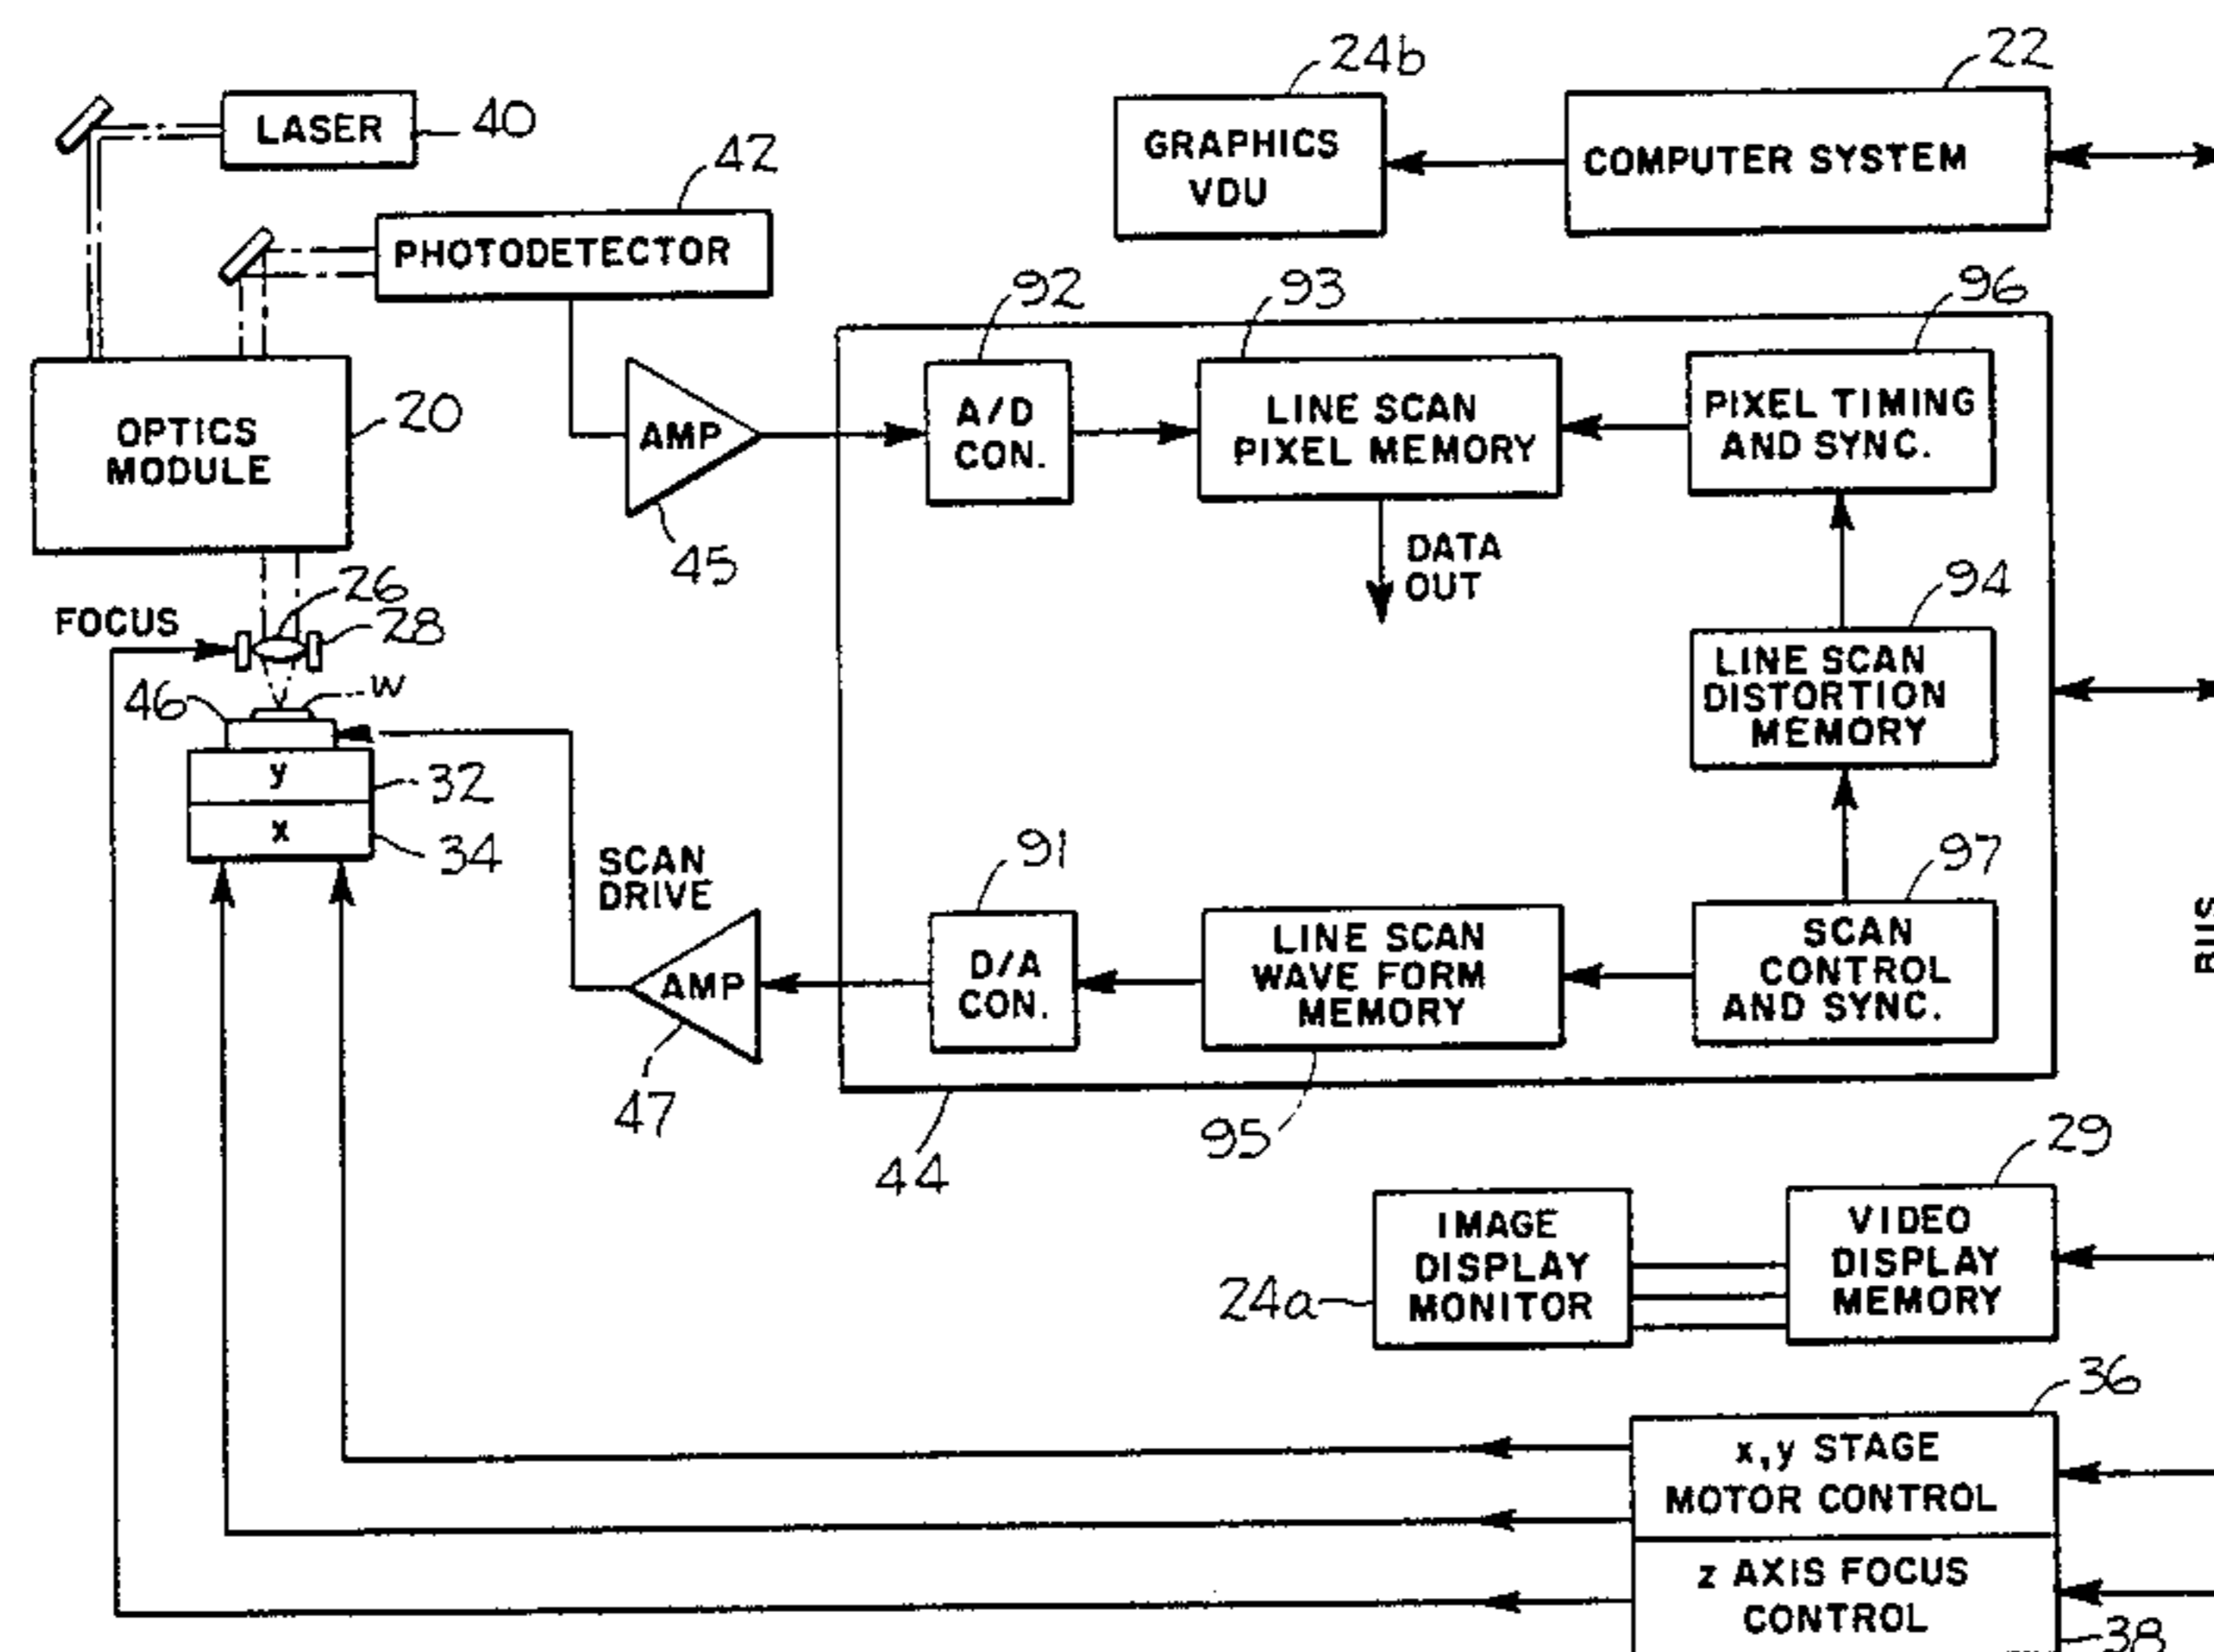 24b
22
LASER
40
GRAPHICS
VDU
COMPUTER SYSTEM
42
PHOTODETECTOR
92
93
96
OPTICS
MODULE
20
AMP
45
A/D
CON.
LINE SCAN
PIXEL MEMORY
PIXEL TIMING
AND SYNC.
DATA
OUT
94
LINE SCAN
DISTORTION
MEMORY
FOCUS
26
28
46
W
y
32
x
34
SCAN
DRIVE
AMP
47
91
D/A
CON.
LINE SCAN
WAVE FORM
MEMORY
95
97
SCAN
CONTROL
AND SYNC.
BUS
44
29
IMAGE
DISPLAY
MONITOR
24a
VIDEO
DISPLAY
MEMORY
36
x,y STAGE
MOTOR CONTROL
z AXIS FOCUS
CONTROL
38